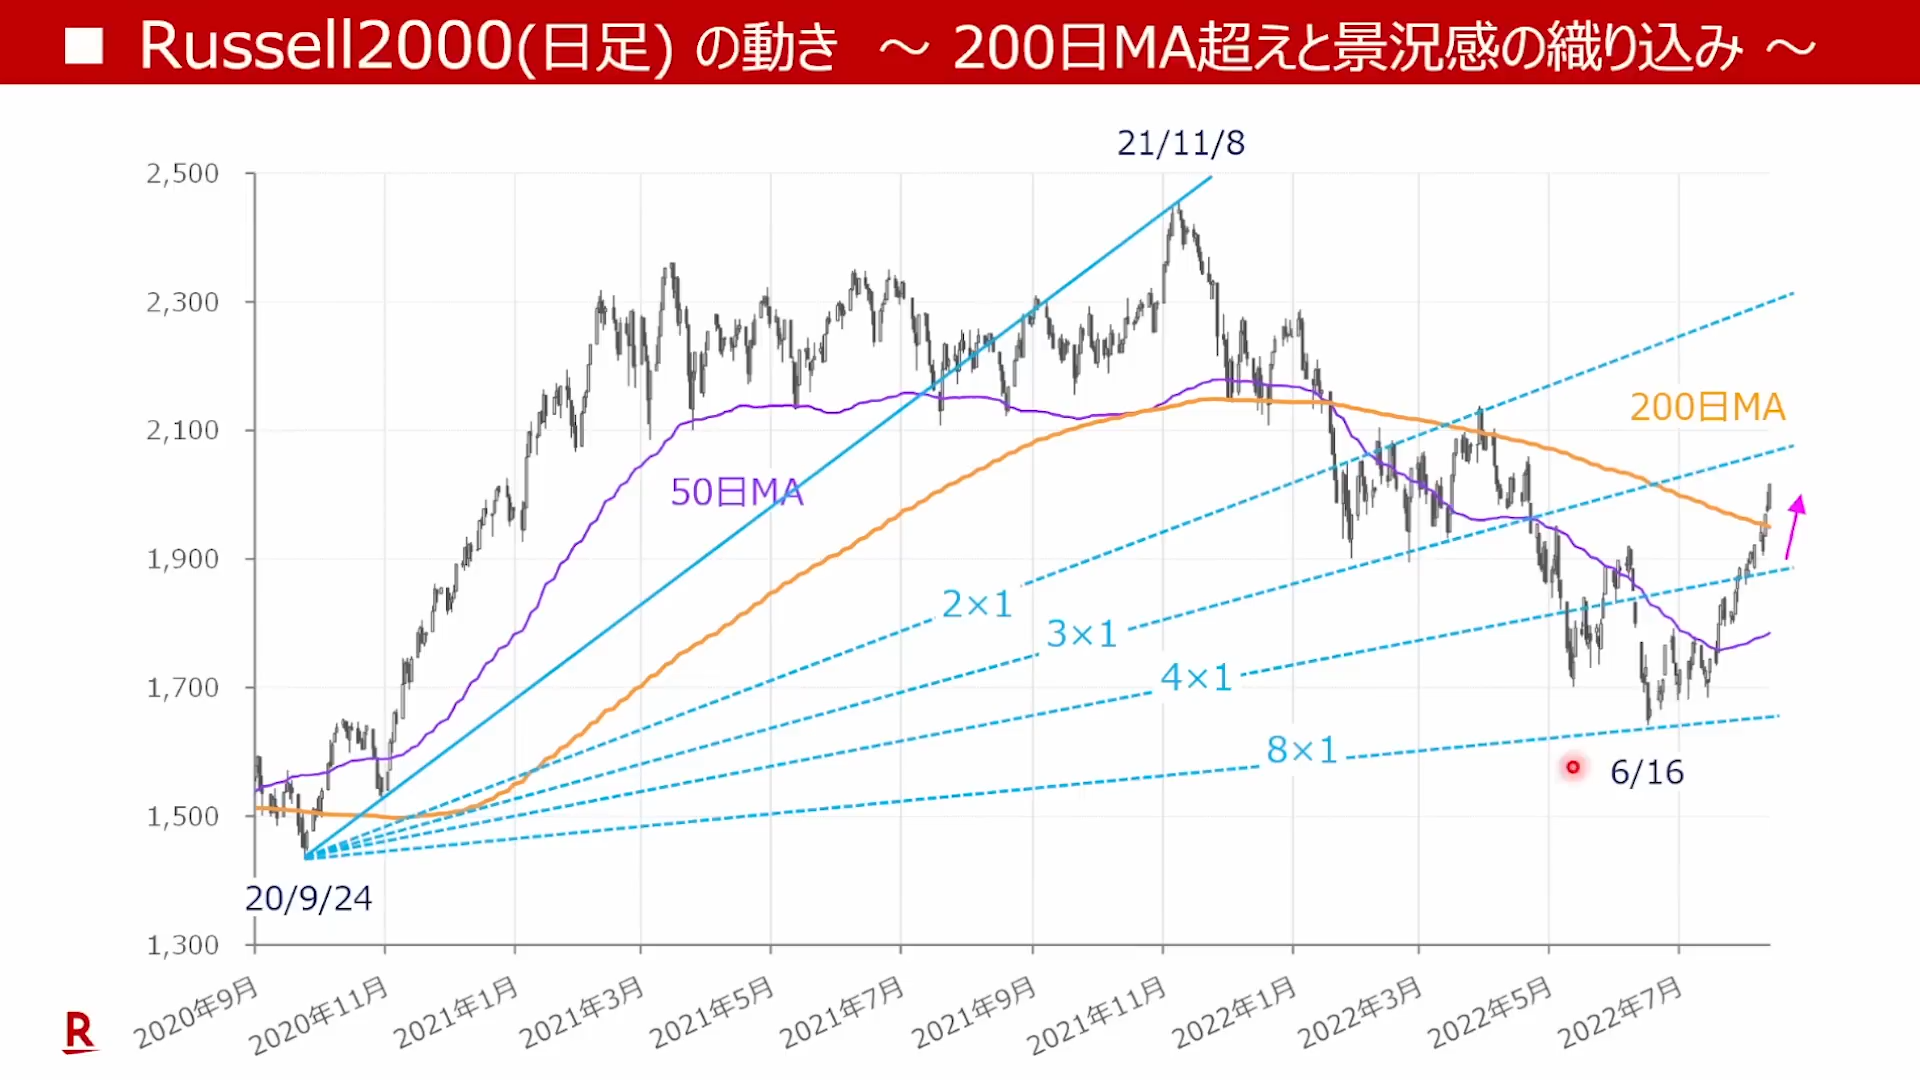 ■ Russell2000(日足) の動き ～ 200日MA超えと景況感の織り込み ～
21/11/8
2,500
2,300
2,100
1,900
1,700
1,500
1,300
200日MA
50日MA
2×1
3×1
4×1
8×1
6/16
20/9/24
2020年9月
2020年11月
2021年1月
2021年3月
2021年5月
2021年7月
2021年9月
2021年11月
2022年1月
2022年3月
2022年5月
2022年7月
R